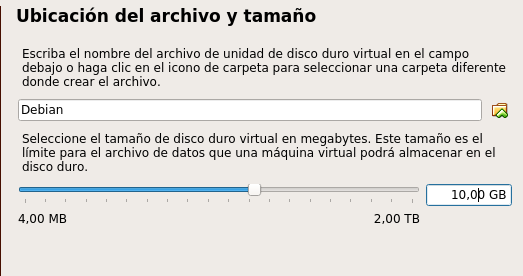 Ubicación del archivo y tamaño
Escriba el nombre del archivo de unidad de disco duro virtual en el campo
debajo o haga clic en el icono de carpeta para seleccionar una carpeta diferente
donde crear el archivo.
Debian
Seleccione el tamaño de disco duro virtual en megabytes. Este tamaño es el
límite para el archivo de datos que una máquina virtual podrá almacenar en el
disco duro.
10,00 GB
4,00 MB 2,00 TB